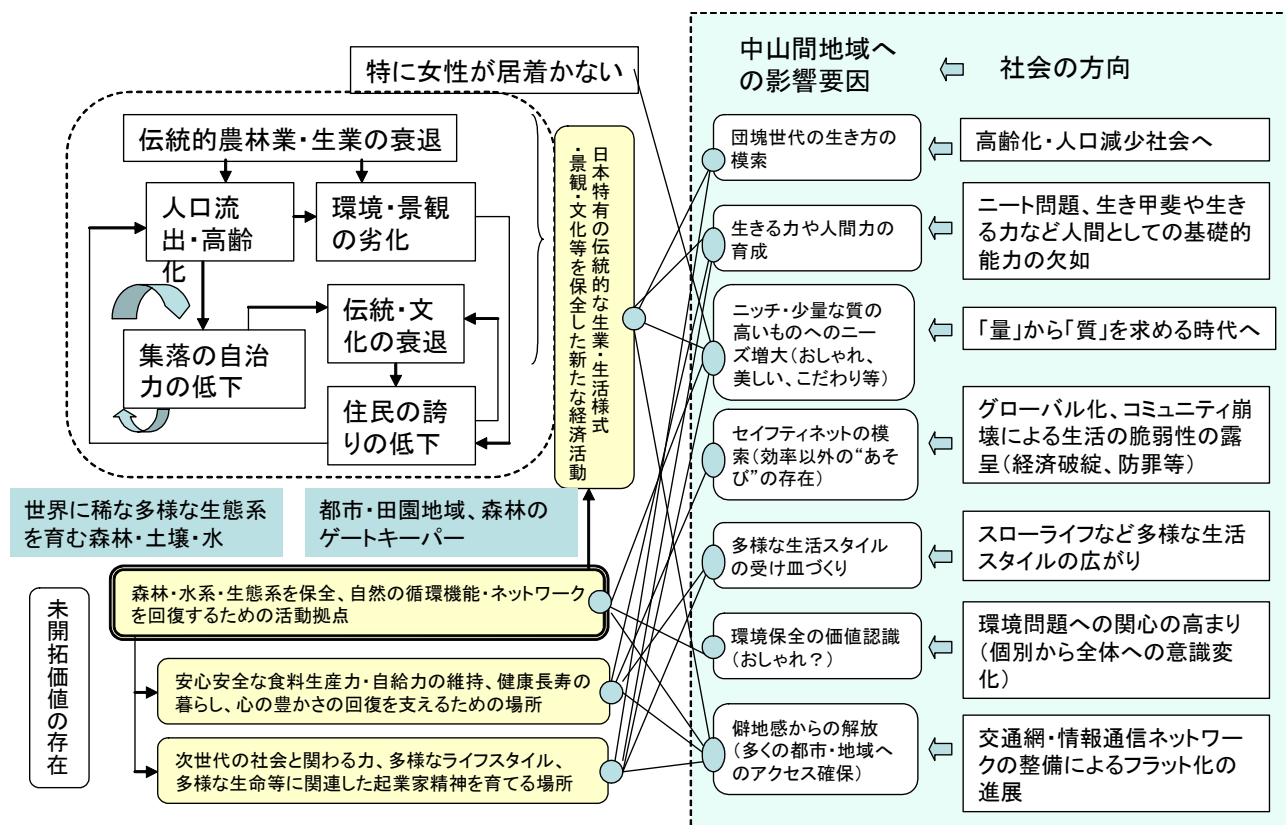 特に女性が居着かない
伝統的農林業・生業の衰退
人口流
出・高齢
化
環境・景観
の劣化
伝統・文
化の衰退
集落の自治
力の低下
住民の誇
りの低下
日本特有の伝統的な生業・生活様式
・景観・文化等を保全した新たな経済活動
世界に稀な多様な生態系
を育む森林・土壌・水
都市・田園地域、森林の
ゲートキーパー
未開拓価値の存在
森林・水系・生態系を保全、自然の循環機能・ネットワーク
を回復するための活動拠点
安心安全な食料生産力・自給力の維持、健康長寿の
暮らし、心の豊かさの回復を支えるための場所
次世代の社会と関わる力、多様なライフスタイル、
多様な生命等に関連した起業家精神を育てる場所
中山間地域へ
の影響要因
社会の方向
団塊世代の生き方の
模索
高齢化・人口減少社会へ
生きる力や人間力の
育成
ニート問題、生き甲斐や生き
る力など人間としての基礎的
能力の欠如
ニッチ・少量な質の
高いものへのニー
ズ増大(おしゃれ、
美しい、こだわり等)
「量」から「質」を求める時代へ
セイフティネットの模
索(効率以外の“あそ
び”の存在)
グローバル化、コミュニティ崩
壊による生活の脆弱性の露
呈(経済破綻、防罪等)
多様な生活スタイル
の受け皿づくり
スローライフなど多様な生活
スタイルの広がり
環境保全の価値認識
(おしゃれ?)
環境問題への関心の高まり
(個別から全体への意識変
化)
僻地感からの解放
(多くの都市・地域へ
のアクセス確保)
交通網・情報通信ネットワー
クの整備によるフラット化の
進展